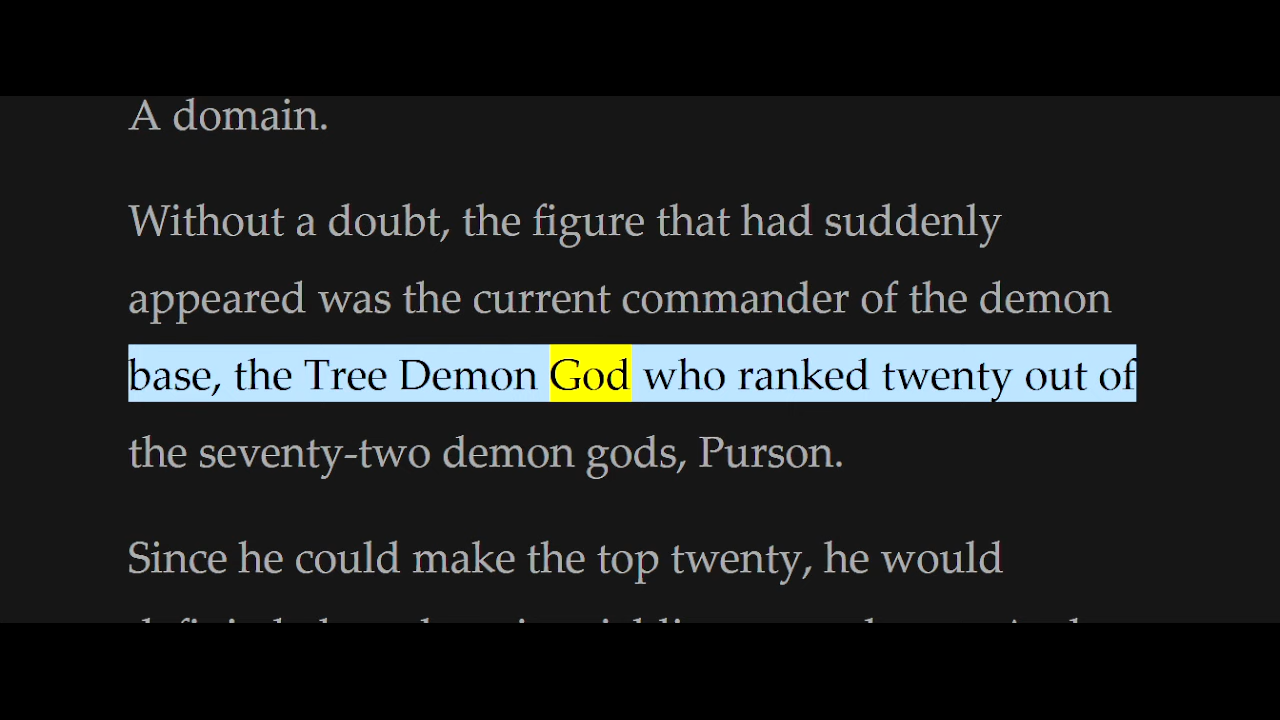 A domain.
Without a doubt, the figure that had suddenly
appeared was the current commander of the demon
base, the Tree Demon God who ranked twenty out of
the seventy-two demon gods, Purson.
Since he could make the top twenty, he would